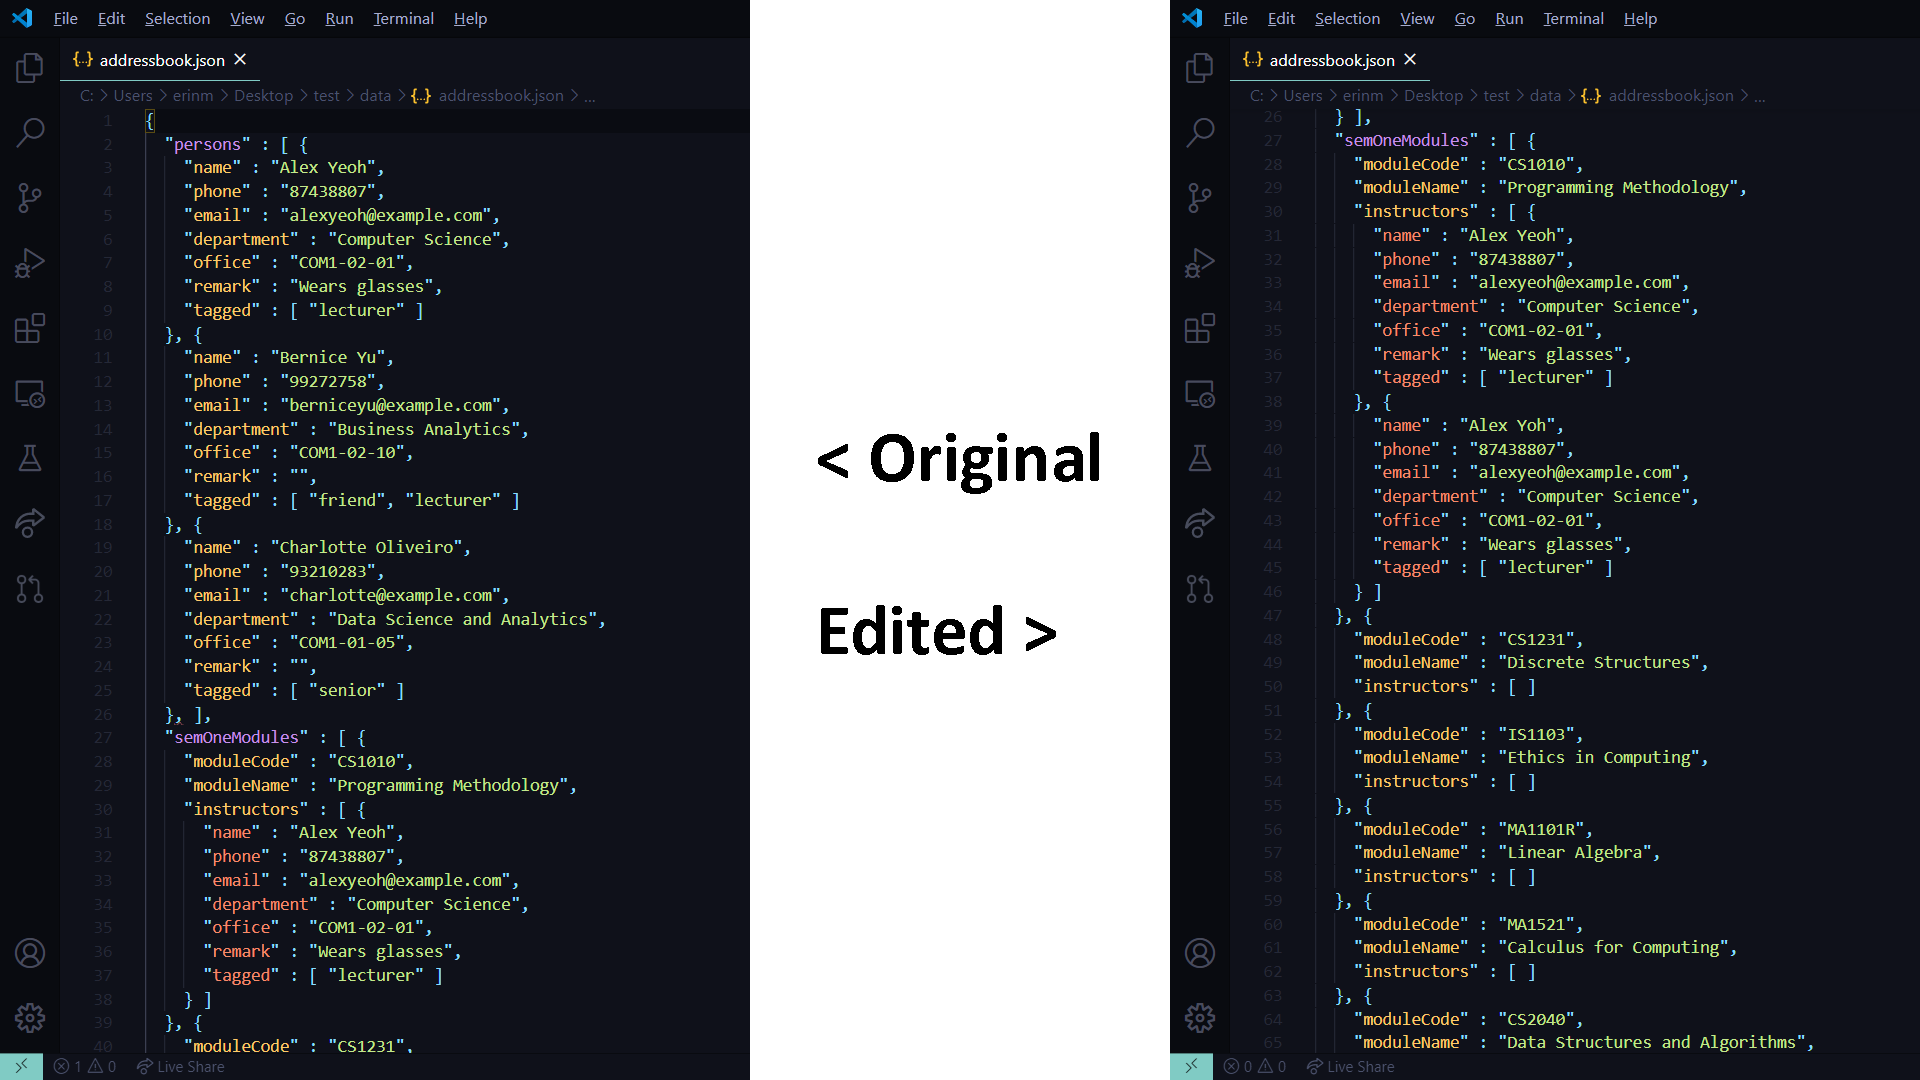 File Edit Selection View Go Run Terminal Help
{..} addressbook.json ×
C: > Users > erinm > Desktop > test > data > {..} addressbook.json > ...
1 {
2 "persons" : [ {
3 "name" : "Alex Yeoh",
4 "phone" : "87438807",
5 "email" : "alexyeoh@example.com",
6 "department" : "Computer Science",
7 "office" : "COM1-02-01",
8 "remark" : "Wears glasses",
9 "tagged" : [ "lecturer" ]
10 }, {
11 "name" : "Bernice Yu",
12 "phone" : "99272758",
13 "email" : "berniceyu@example.com",
14 "department" : "Business Analytics",
15 "office" : "COM1-02-10",
16 "remark" : "",
17 "tagged" : [ "friend", "lecturer" ]
18 }, {
19 "name" : "Charlotte Oliveiro",
20 "phone" : "93210283",
21 "email" : "charlotte@example.com",
22 "department" : "Data Science and Analytics",
23 "office" : "COM1-01-05",
24 "remark" : "",
25 "tagged" : [ "senior" ]
26 }, ],
27 "semOneModules" : [ {
28 "moduleCode" : "CS1010",
29 "moduleName" : "Programming Methodology",
30 "instructors" : [ {
31 "name" : "Alex Yeoh",
32 "phone" : "87438807",
33 "email" : "alexyeoh@example.com",
34 "department" : "Computer Science",
35 "office" : "COM1-02-01",
36 "remark" : "Wears glasses",
37 "tagged" : [ "lecturer" ]
38 } ]
39 }, {
40 "moduleCode" : "CS1231",
1 0 Live Share
< Original
Edited >
File Edit Selection View Go Run Terminal Help
{..} addressbook.json ×
C: > Users > erinm > Desktop > test > data > {..} addressbook.json > ...
26 } ],
27 "semOneModules" : [ {
28 "moduleCode" : "CS1010",
29 "moduleName" : "Programming Methodology",
30 "instructors" : [ {
31 "name" : "Alex Yeoh",
32 "phone" : "87438807",
33 "email" : "alexyeoh@example.com",
34 "department" : "Computer Science",
35 "office" : "COM1-02-01",
36 "remark" : "Wears glasses",
37 "tagged" : [ "lecturer" ]
38 }, {
39 "name" : "Alex Yoh",
40 "phone" : "87438807",
41 "email" : "alexyeoh@example.com",
42 "department" : "Computer Science",
43 "office" : "COM1-02-01",
44 "remark" : "Wears glasses",
45 "tagged" : [ "lecturer" ]
46 } ]
47 }, {
48 "moduleCode" : "CS1231",
49 "moduleName" : "Discrete Structures",
50 "instructors" : [ ]
51 }, {
52 "moduleCode" : "IS1103",
53 "moduleName" : "Ethics in Computing",
54 "instructors" : [ ]
55 }, {
56 "moduleCode" : "MA1101R",
57 "moduleName" : "Linear Algebra",
58 "instructors" : [ ]
59 }, {
60 "moduleCode" : "MA1521",
61 "moduleName" : "Calculus for Computing",
62 "instructors" : [ ]
63 }, {
64 "moduleCode" : "CS2040",
65 "moduleName" : "Data Structures and Algorithms",
0 0 Live Share